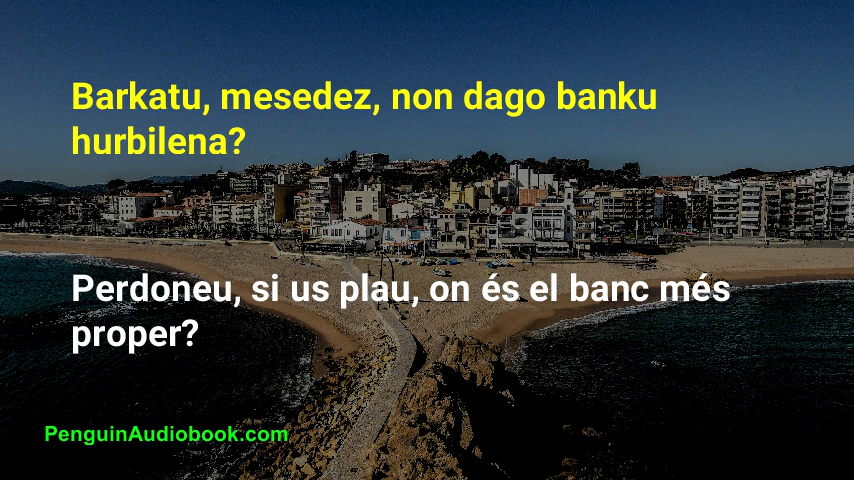 Barkatu, mesedez, non dago banku
hurbilena?
Perdoneu, si us plau, on és el banc més
proper?
PenguinAudiobook.com